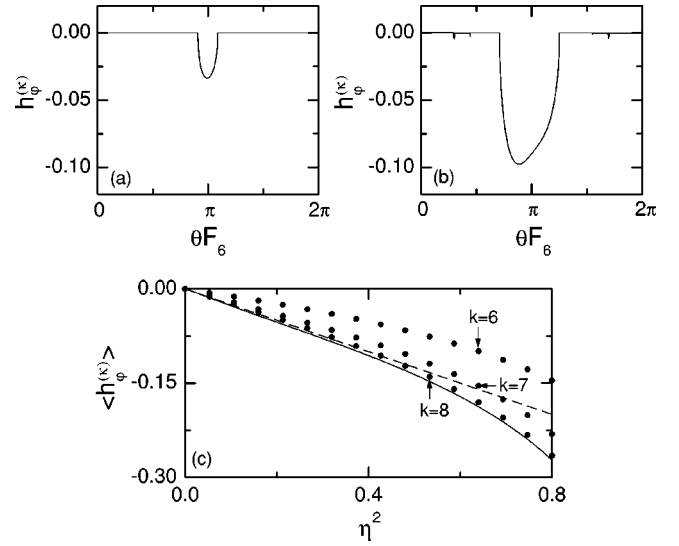 0.00
-0.05
-0.10
h_φ^(κ)
(a)
0
π
2π
θF_6
0.00
-0.05
-0.10
h_φ^(κ)
(b)
0
π
2π
θF_6
0.00
-0.15
-0.30
<h_φ^(κ)>
k=6
k=7
k=8
(c)
0.0
0.4
0.8
η^2